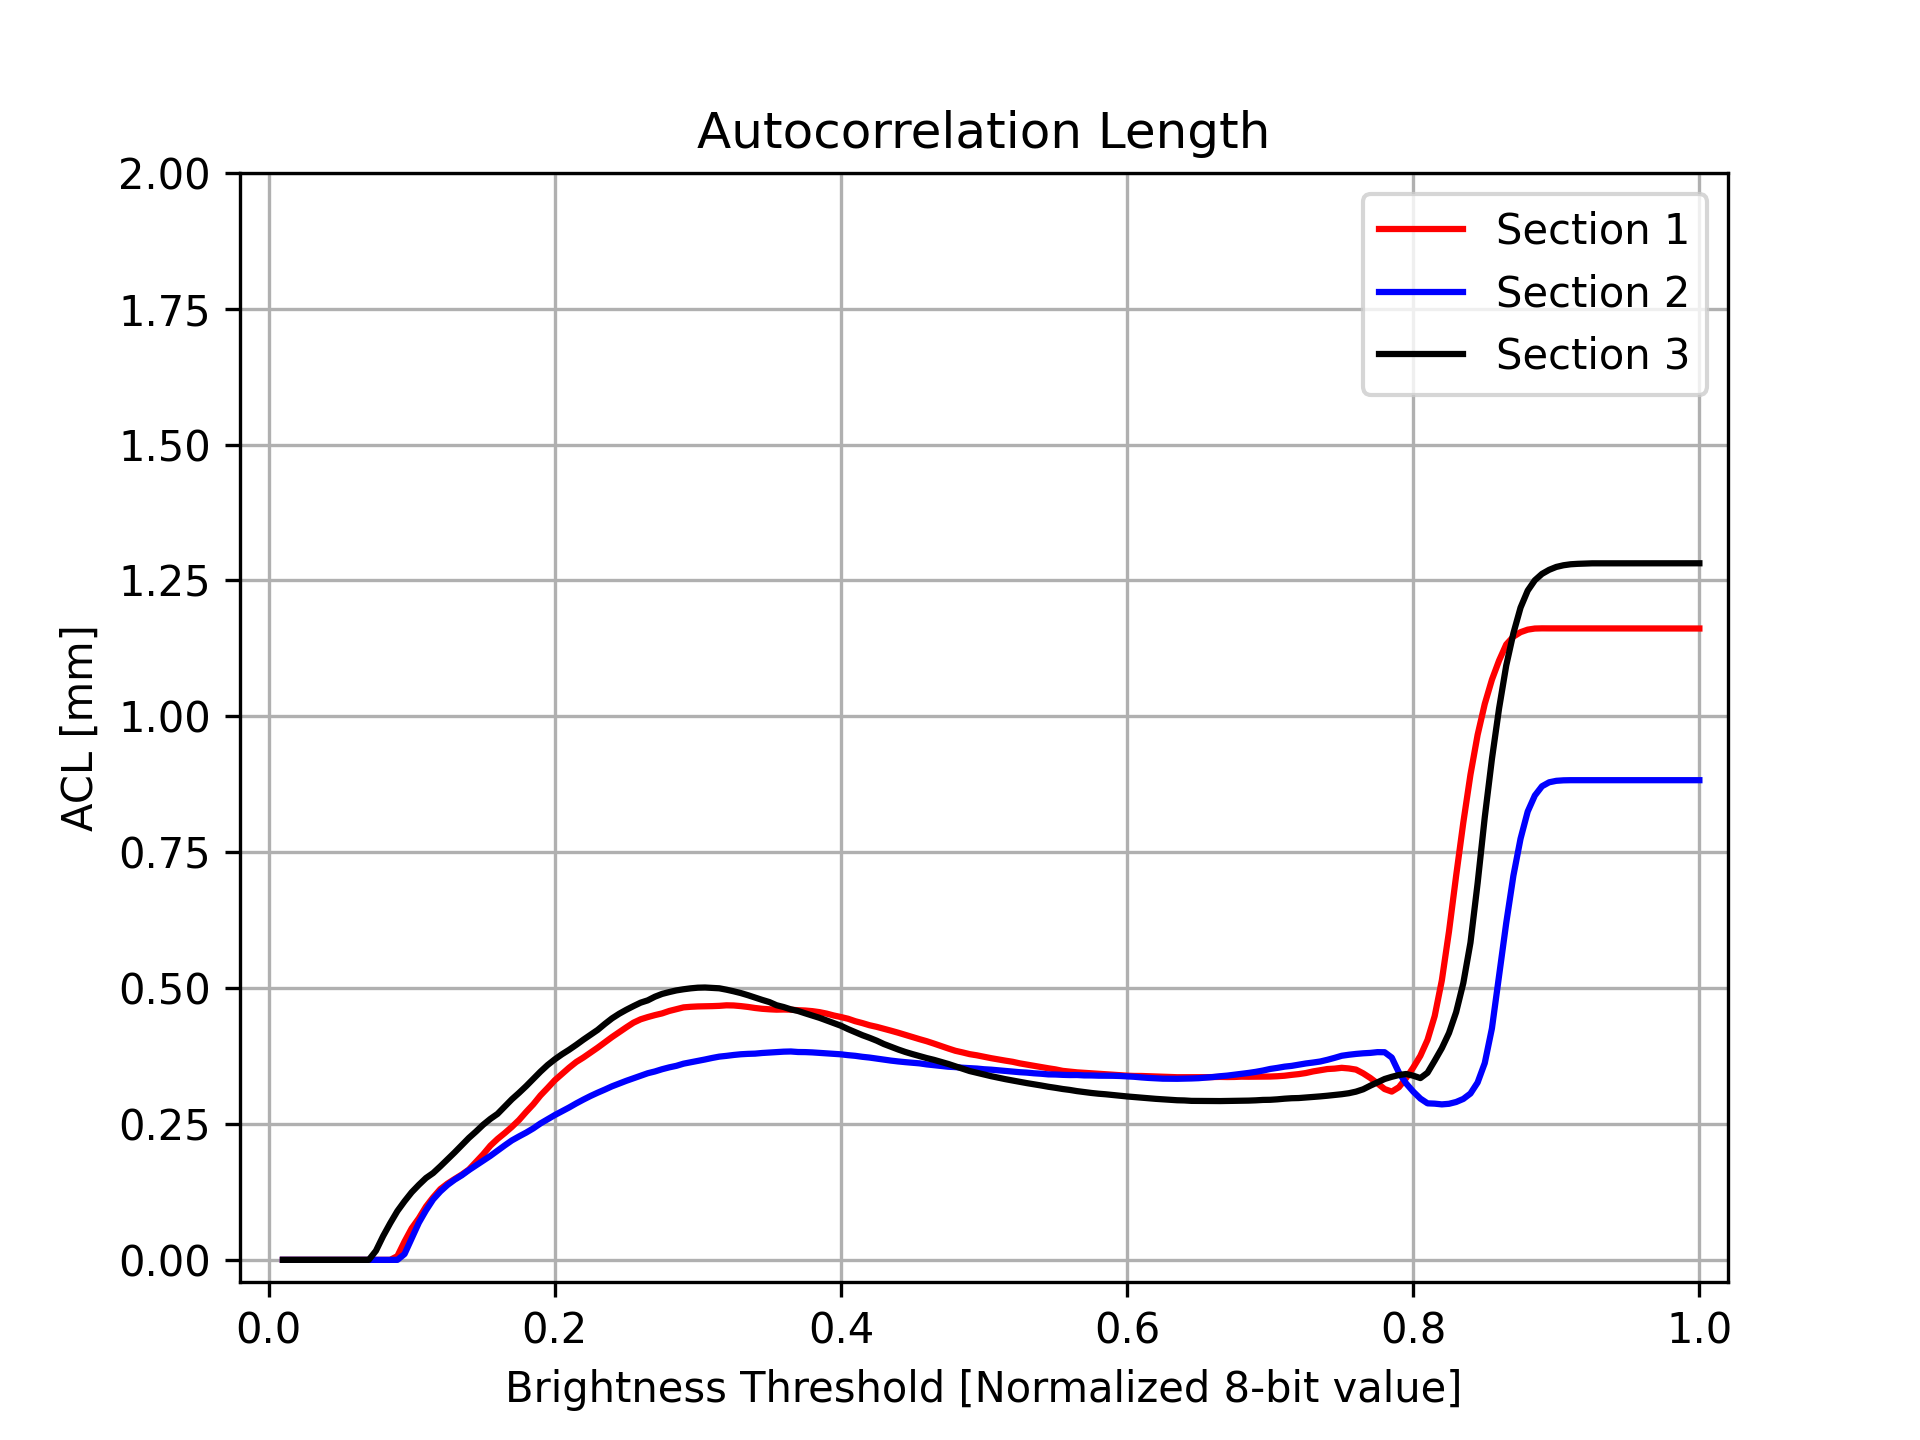 Autocorrelation Length
2.00
1.75
1.50
1.25
1.00
0.75
0.50
0.25
0.00
ACL [mm]
Section 1
Section 2
Section 3
0.0 0.2 0.4 0.6 0.8 1.0
Brightness Threshold [Normalized 8-bit value]